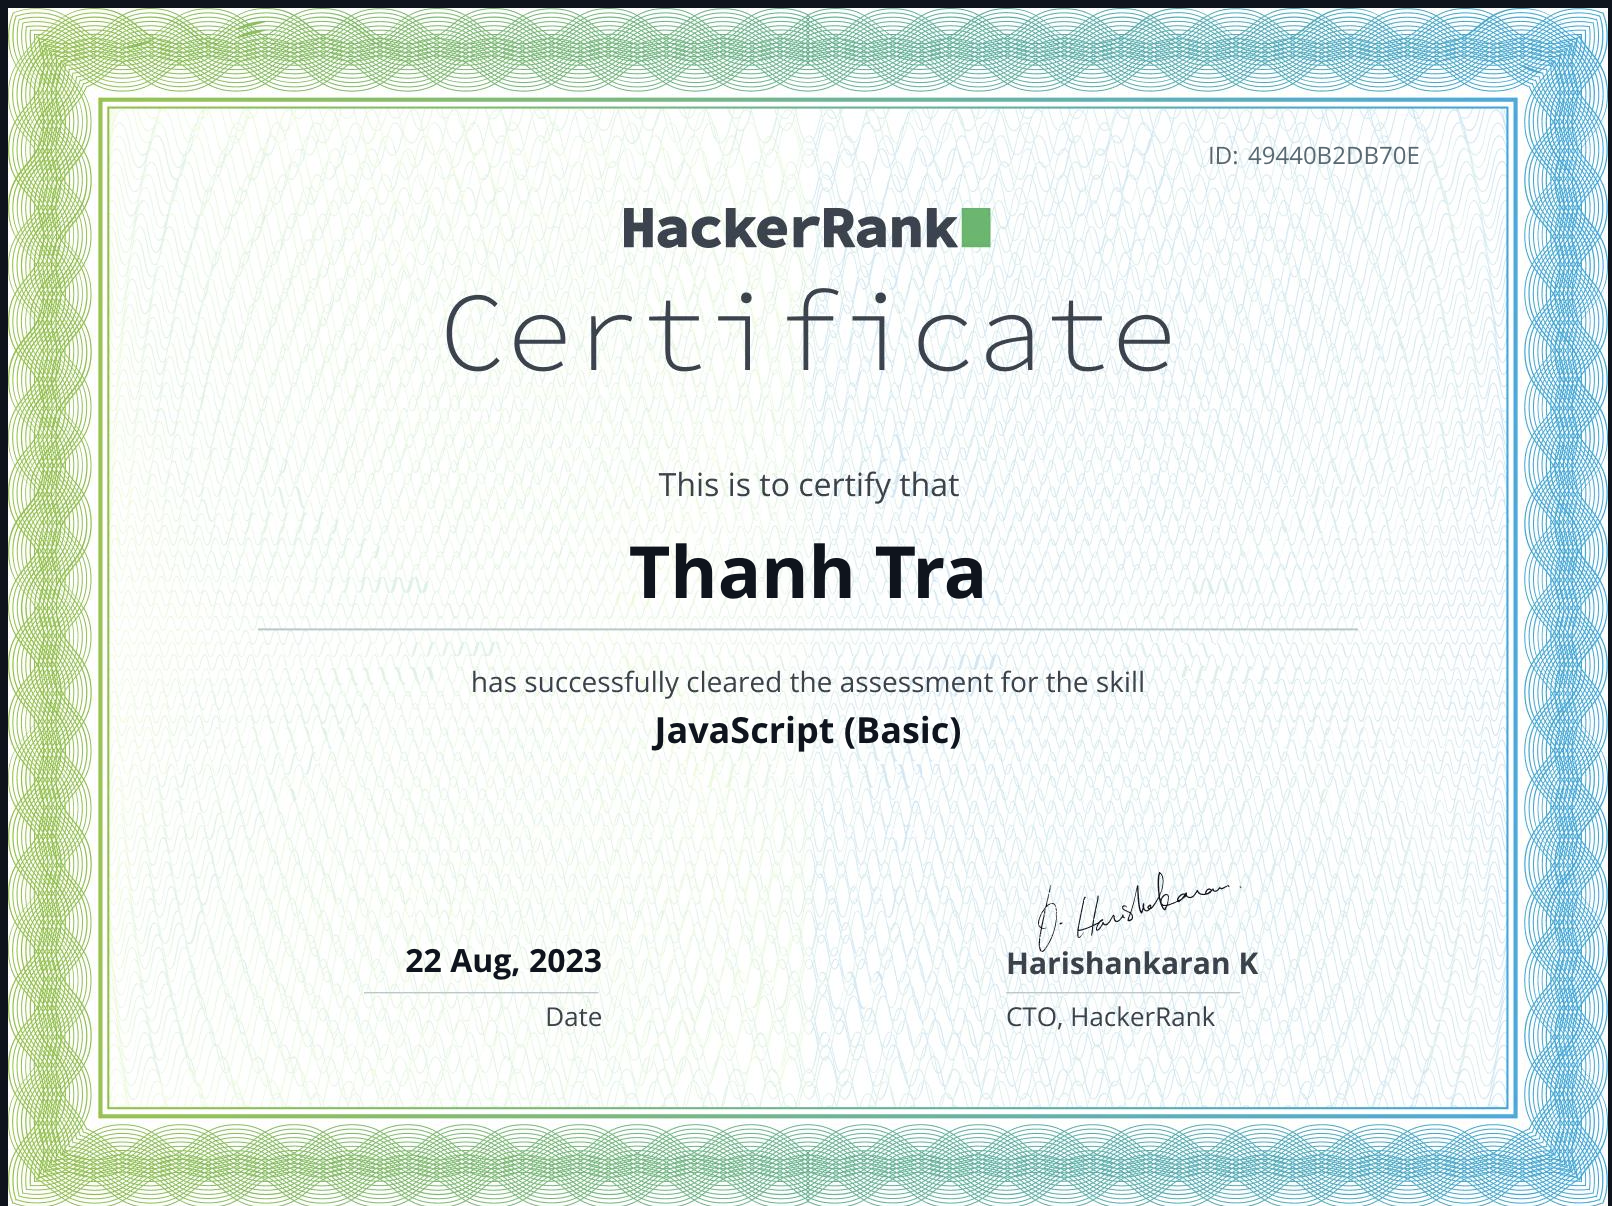 ID: 49440B2DB70E
HackerRank
Certificate
This is to certify that
Thanh Tra
has successfully cleared the assessment for the skill
JavaScript (Basic)
22 Aug, 2023
Date
Harishankaran K
CTO, HackerRank